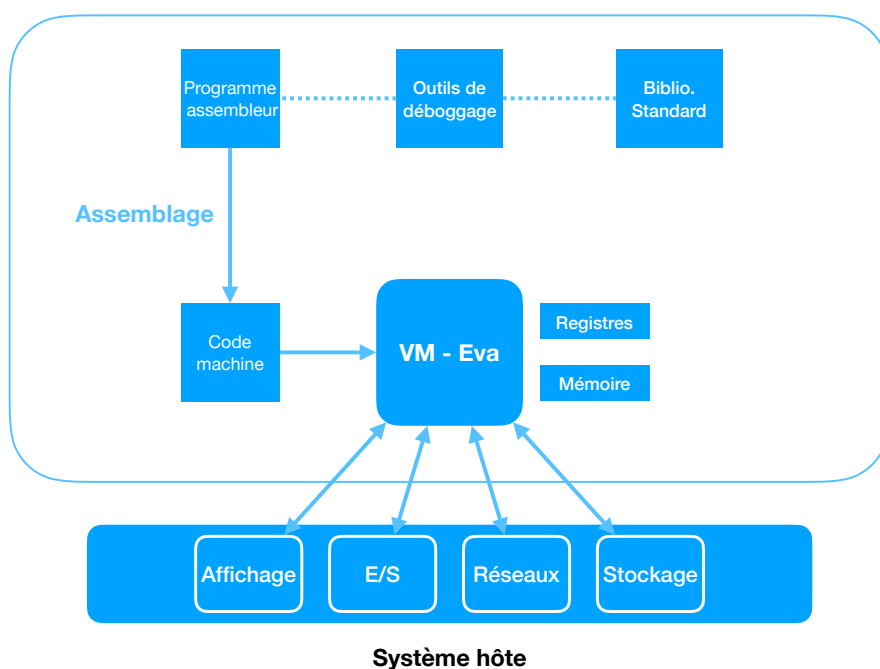 Programme
assembleur
Outils de
déboggage
Biblio.
Standard
Assemblage
Code
machine
VM - Eva
Registres
Mémoire
Affichage
E/S
Réseaux
Stockage
Système hôte